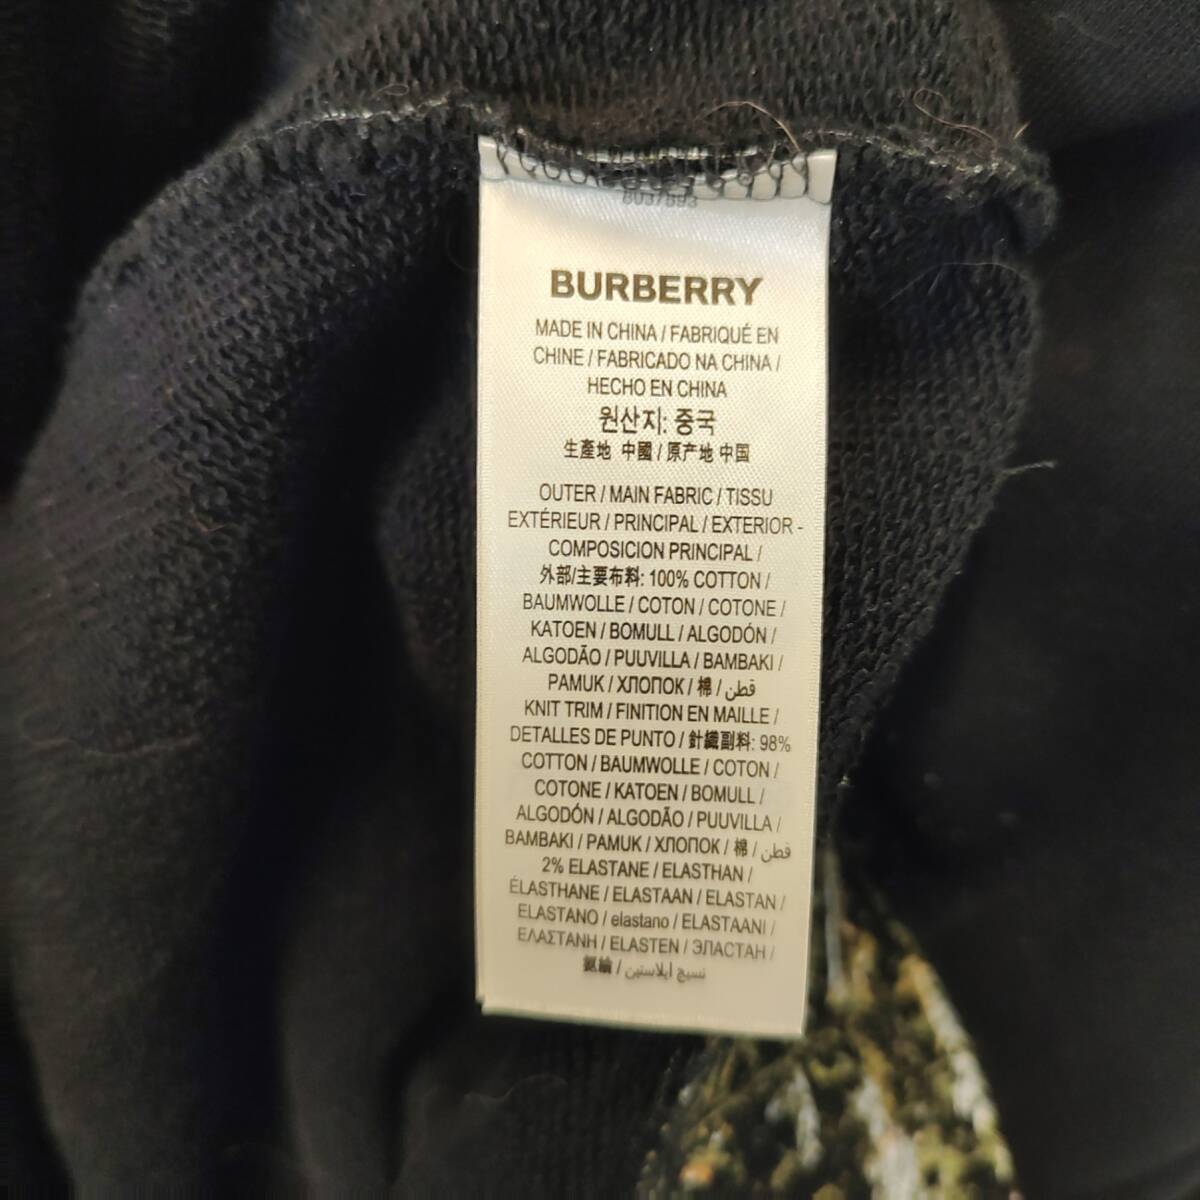 BURBERRY
MADE IN CHINA / FABRIQUÉ EN
CHINE / FABRICADO NA CHINA /
HECHO EN CHINA
원산지: 중국
生產地 中國 / 原产地 中国
OUTER / MAIN FABRIC / TISSU
EXTÉRIEUR / PRINCIPAL / EXTERIOR -
COMPOSICION PRINCIPAL /
外部/主要布料: 100% COTTON /
BAUMWOLLE / COTON / COTONE /
KATOEN / BOMULL / ALGODÓN /
ALGODÃO / PUUVILLA / BAMBAKI /
PAMUK / ХЛОПОК / 棉 / قطن
KNIT TRIM / FINITION EN MAILLE /
DETALLES DE PUNTO / 針織副料: 98%
COTTON / BAUMWOLLE / COTON /
COTONE / KATOEN / BOMULL /
ALGODÓN / ALGODÃO / PUUVILLA /
BAMBAKI / PAMUK / ХЛОПОК / 棉 / قطن
2% ELASTANE / ELASTHAN /
ÉLASTHANE / ELASTAAN / ELASTAN /
ELASTANO / elastano / ELASTAANI /
ΕΛΑΣΤΑΝΗ / ELASTEN / ЭЛАСТАН /
氨綸 / نسيج ايلاستين